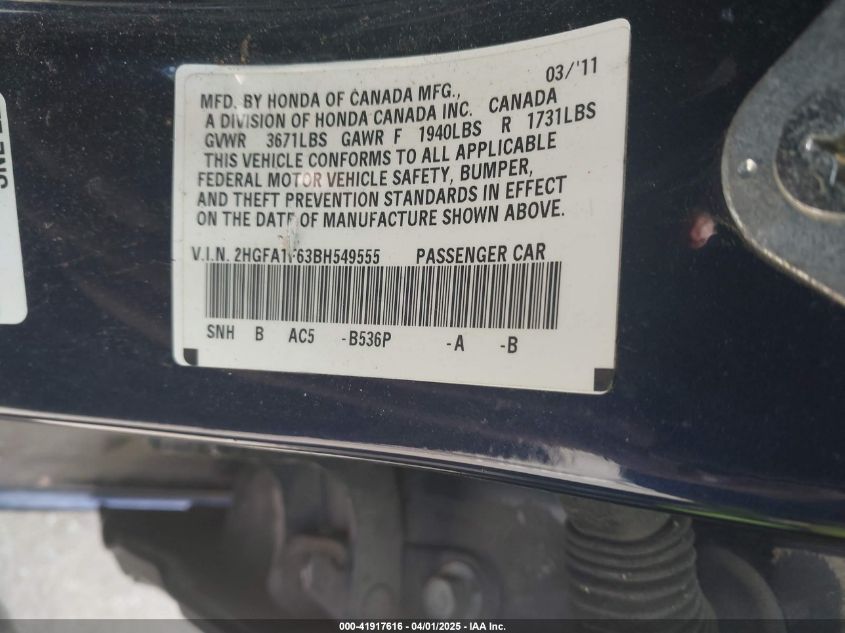 03/'11
MFD. BY HONDA OF CANADA MFG.,
A DIVISION OF HONDA CANADA INC. CANADA
GVWR 3671LBS GAWR F 1940LBS R 1731LBS
THIS VEHICLE CONFORMS TO ALL APPLICABLE
FEDERAL MOTOR VEHICLE SAFETY, BUMPER,
AND THEFT PREVENTION STANDARDS IN EFFECT
ON THE DATE OF MANUFACTURE SHOWN ABOVE.
V.I.N. PASSENGER CAR
SNH B AC5 -B536P -A -B
000-41917616 - 04/01/2025 - IAA Inc.